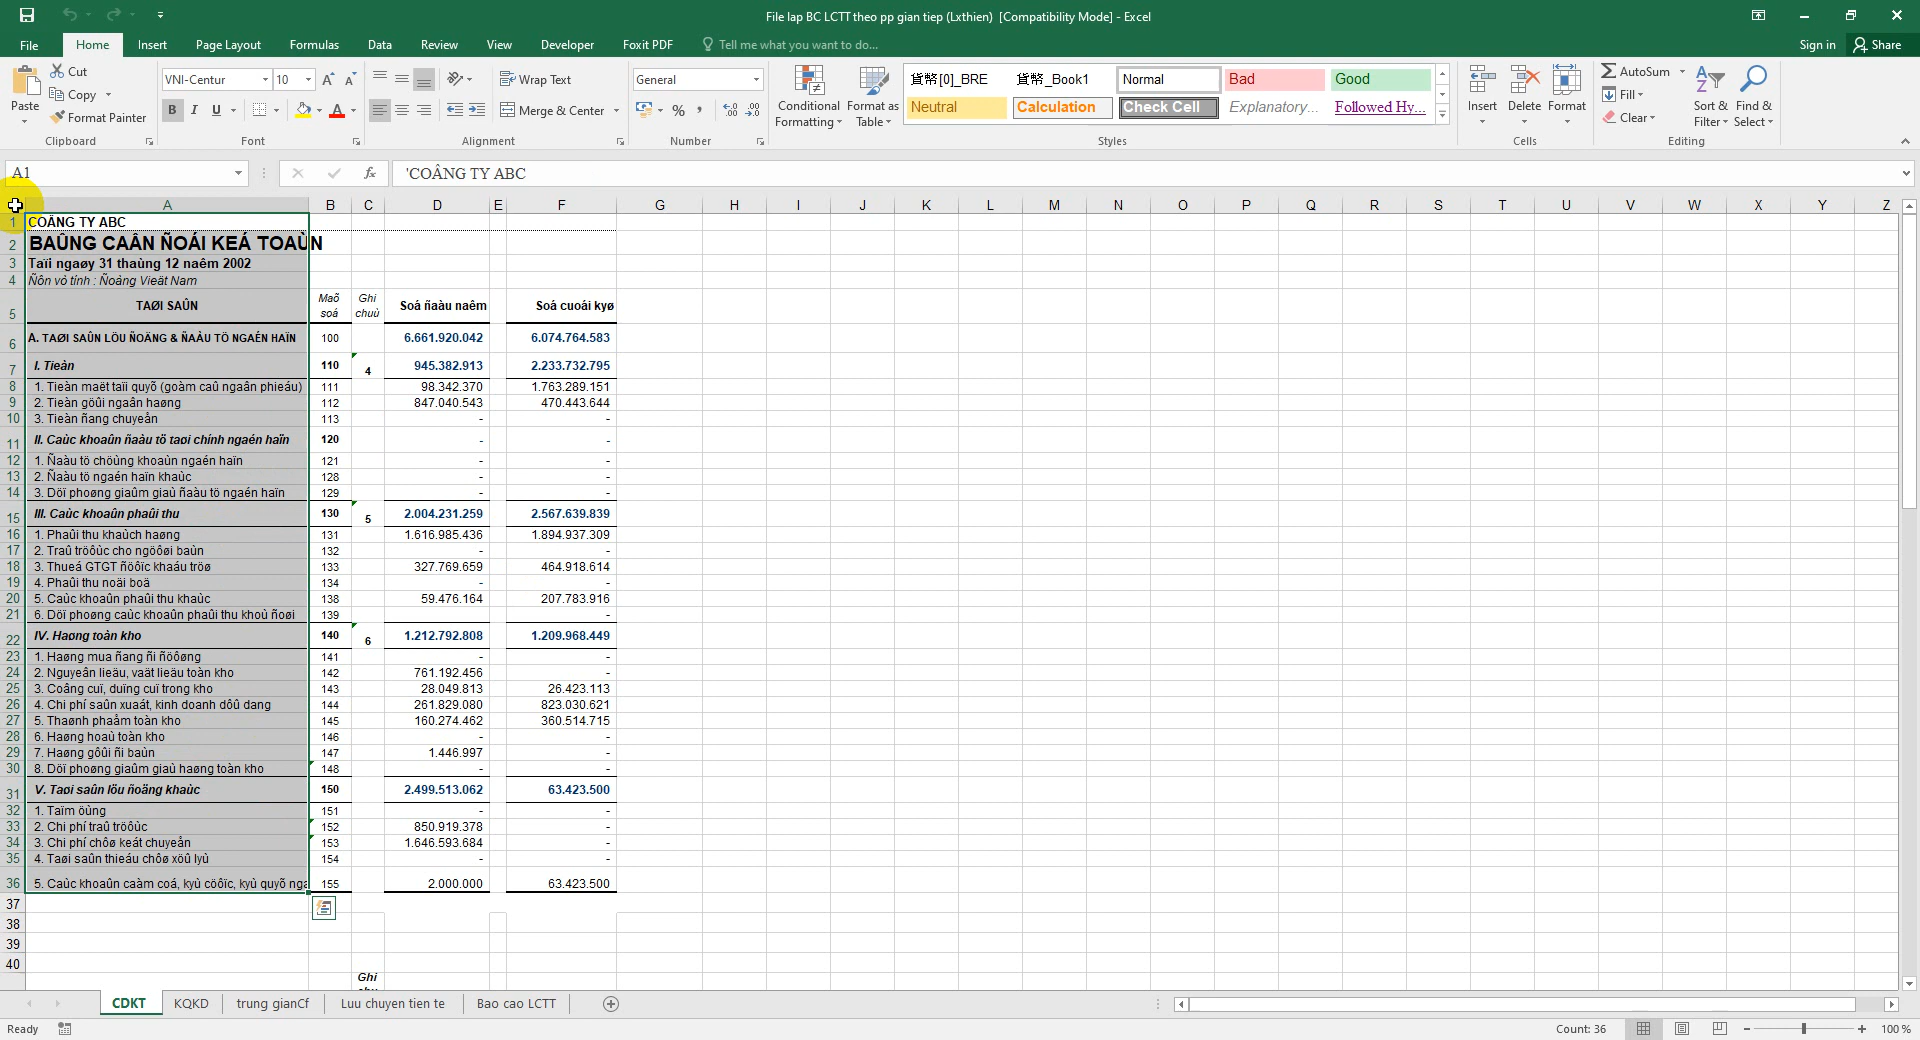 File lap BC LCTT theo pp gian tiep (Lxthien)  [Compatibility Mode] - Excel
File Home Insert Page Layout Formulas Data Review View Developer Foxit PDF Tell me what you want to do... Sign in Share
Paste Cut Copy Format Painter
Clipboard
VNI-Centur 10
B I U
Font
Wrap Text
Merge & Center
Alignment
General
Number
Conditional Formatting
Format as Table
貨幣[0]_BRE 貨幣_Book1 Normal Bad Good
Neutral Calculation Check Cell Explanatory... Followed Hy...
Styles
Insert Delete Format
Cells
AutoSum
Fill
Clear
Sort & Filter
Find & Select
Editing
A1 fx 'COÂNG TY ABC
A B C D E F G H I J K L M N O P Q R S T U V W X Y Z
1 COÂNG TY ABC
2 BAÛNG CAÂN ÑOÁI KEÁ TOAÙN
3 Taïi ngaøy 31 thaùng 12 naêm 2002
4 Ñôn vò tính : Ñoàng Vieät Nam
5 TAØI SAÛN Maõ soá Ghi chuù Soá ñaàu naêm Soá cuoái kyø
6 A. TAØI SAÛN LÖU ÑOÄNG & ÑAÀU TÖ NGAÉN HAÏN 100 6.661.920.042 6.074.764.583
7 I. Tieàn 110 4 945.382.913 2.233.732.795
8 1. Tieàn maët taïi quyõ (goàm caû ngaân phieáu) 111 98.342.370 1.763.289.151
9 2. Tieàn göûi ngaân haøng 112 847.040.543 470.443.644
10 3. Tieàn ñang chuyeån 113 - -
11 II. Caùc khoaûn ñaàu tö taøi chính ngaén haïn 120 - -
12 1. Ñaàu tö chöùng khoaùn ngaén haïn 121 - -
13 2. Ñaàu tö ngaén haïn khaùc 128 - -
14 3. Döï phoøng giaûm giaù ñaàu tö ngaén haïn 129 - -
15 III. Caùc khoaûn phaûi thu 130 5 2.004.231.259 2.567.639.839
16 1. Phaûi thu khaùch haøng 131 1.616.985.436 1.894.937.309
17 2. Traû tröôùc cho ngöôøi baùn 132 - -
18 3. Thueá GTGT ñöôïc khaáu tröø 133 327.769.659 464.918.614
19 4. Phaûi thu noäi boä 134 - -
20 5. Caùc khoaûn phaûi thu khaùc 138 59.476.164 207.783.916
21 6. Döï phoøng caùc khoaûn phaûi thu khoù ñoøi 139 -
22 IV. Haøng toàn kho 140 6 1.212.792.808 1.209.968.449
23 1. Haøng mua ñang ñi ñöôøng 141 - -
24 2. Nguyeân lieäu, vaät lieäu toàn kho 142 761.192.456 -
25 3. Coâng cuï, duïng cuï trong kho 143 28.049.813 26.423.113
26 4. Chi phí saûn xuaát, kinh doanh dôû dang 144 261.829.080 823.030.621
27 5. Thaønh phaåm toàn kho 145 160.274.462 360.514.715
28 6. Haøng hoaù toàn kho 146 - -
29 7. Haøng göûi ñi baùn 147 1.446.997 -
30 8. Döï phoøng giaûm giaù haøng toàn kho 148 - -
31 V. Taøi saûn löu ñoäng khaùc 150 2.499.513.062 63.423.500
32 1. Taïm öùng 151 - -
33 2. Chi phí traû tröôùc 152 850.919.378 -
34 3. Chi phí chôø keát chuyeån 153 1.646.593.684 -
35 4. Taøi saûn thieáu chôø xöû lyù 154 - -
36 5. Caùc khoaûn caàm coá, kyù cöôïc, kyù quyõ nga 155 2.000.000 63.423.500
37
38
39
40
Ghi
CDKT KQKD trung gianCf Luu chuyen tien te Bao cao LCTT
Ready Count: 36 100 %